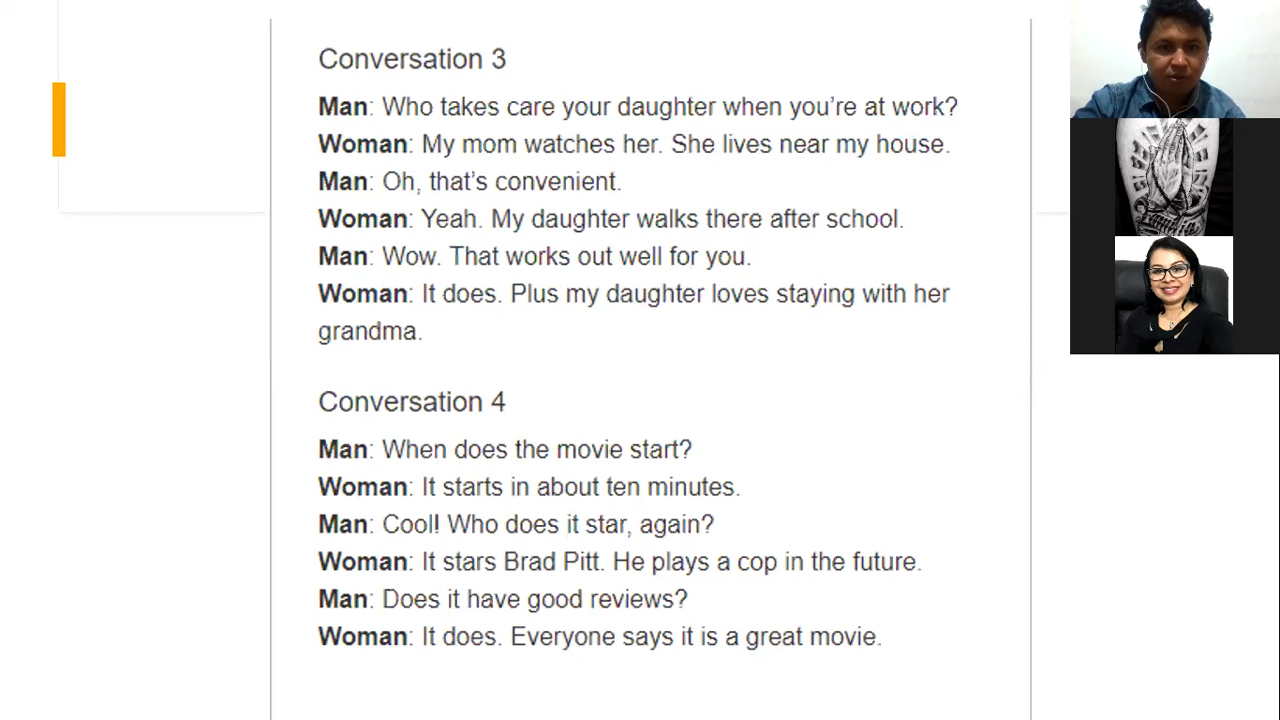 Conversation 3
Man: Who takes care your daughter when you’re at work?
Woman: My mom watches her. She lives near my house.
Man: Oh, that’s convenient.
Woman: Yeah. My daughter walks there after school.
Man: Wow. That works out well for you.
Woman: It does. Plus my daughter loves staying with her
grandma.
Conversation 4
Man: When does the movie start?
Woman: It starts in about ten minutes.
Man: Cool! Who does it star, again?
Woman: It stars Brad Pitt. He plays a cop in the future.
Man: Does it have good reviews?
Woman: It does. Everyone says it is a great movie.